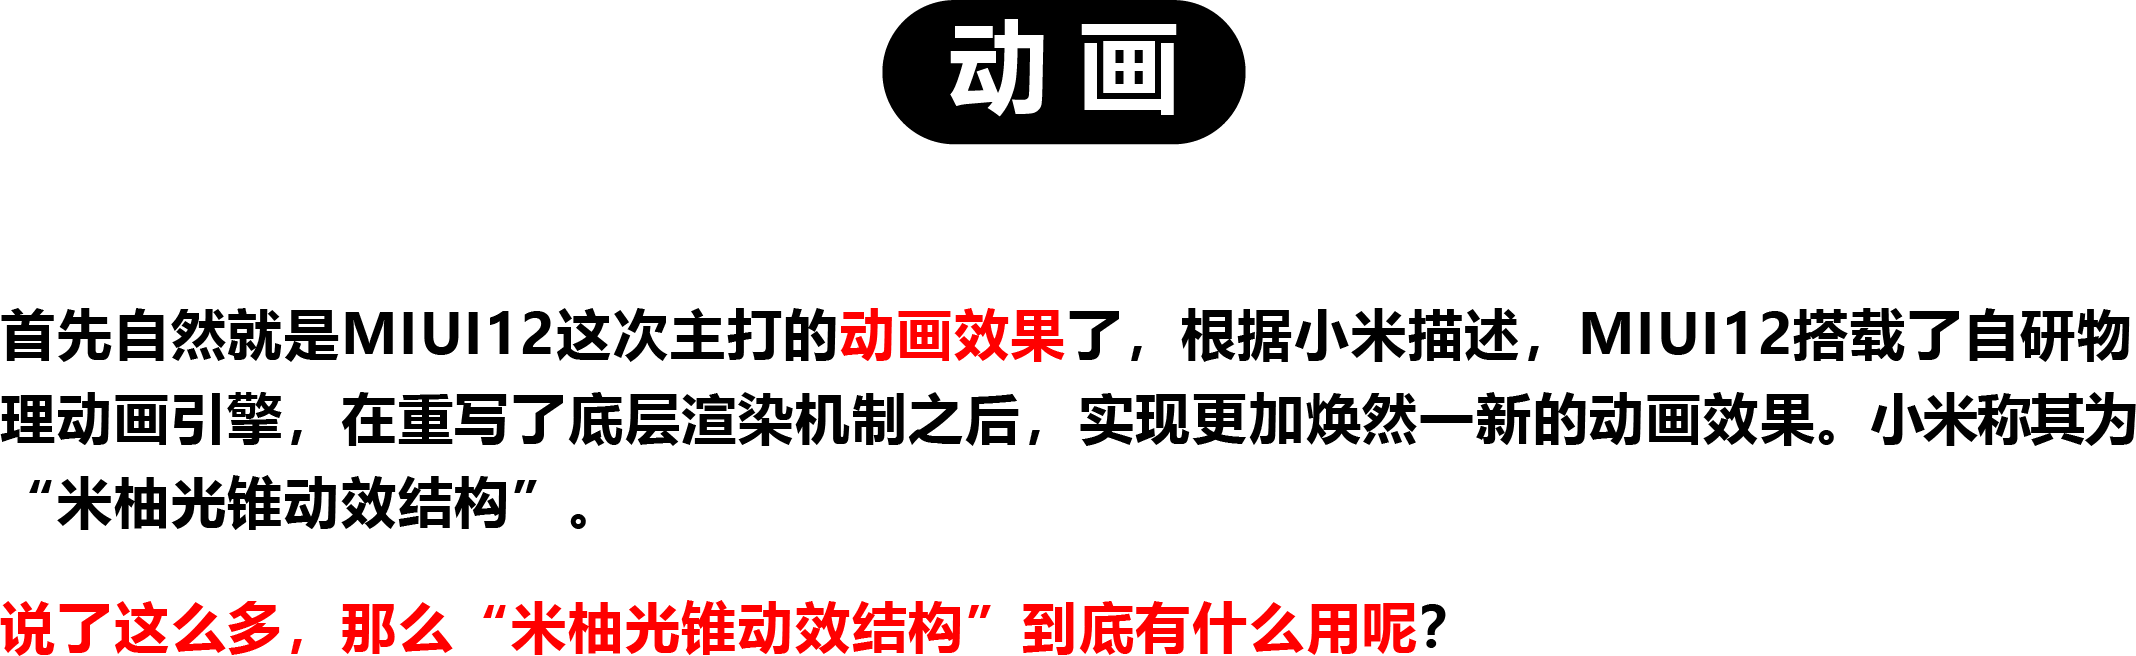 动画
首先自然就是MIUI12这次主打的动画效果了，根据小米描述，MIUI12搭载了自研物
理动画引擎，在重写了底层渲染机制之后，实现更加焕然一新的动画效果。小米称其为
“米柚光锥动效结构”。
说了这么多，那么“米柚光锥动效结构”到底有什么用呢？